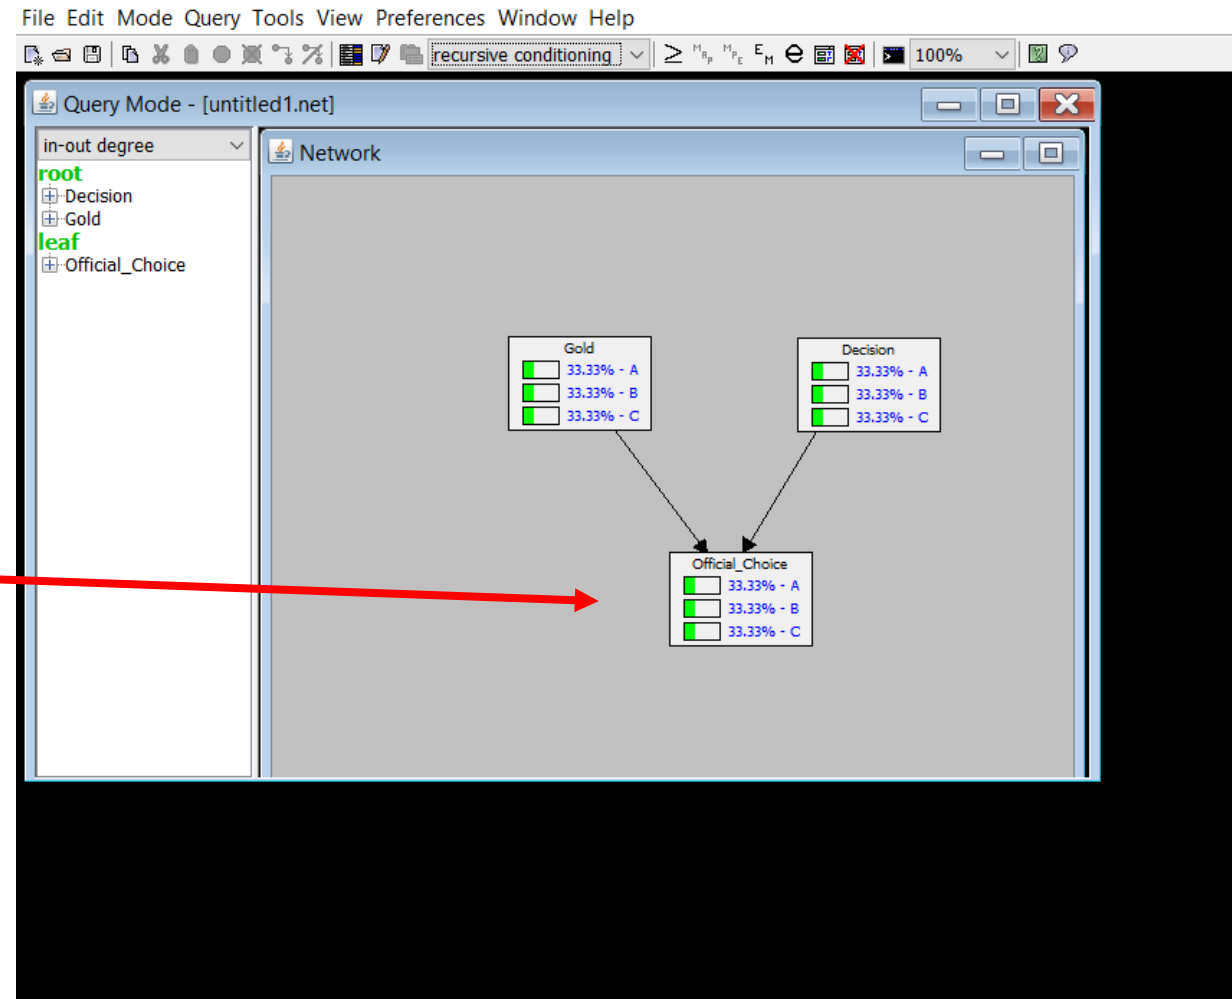 File Edit Mode Query Tools View Preferences Window Help
recursive conditioning 100%
Query Mode - [untitled1.net]
in-out degree
root
Decision
Gold
leaf
Official_Choice
Network
Gold
33.33% - A
33.33% - B
33.33% - C
Decision
33.33% - A
33.33% - B
33.33% - C
Official_Choice
33.33% - A
33.33% - B
33.33% - C